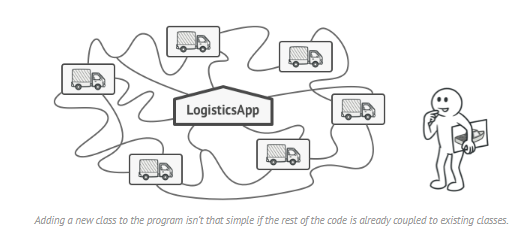 LogisticsApp
Adding a new class to the program isn't that simple if the rest of the code is already coupled to existing classes.